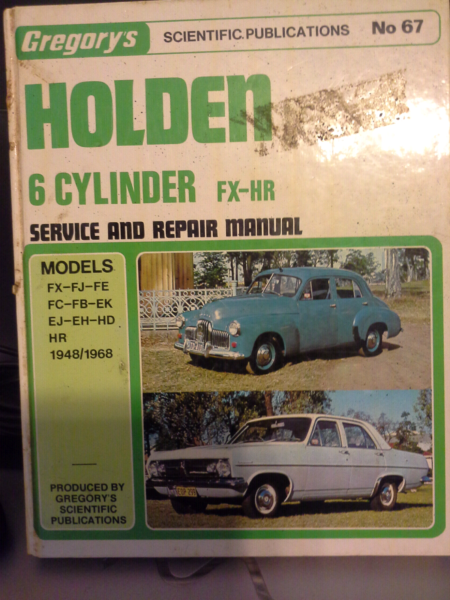 Gregory's SCIENTIFIC PUBLICATIONS No 67
HOLDEN
6 CYLINDER FX-HR
SERVICE AND REPAIR MANUAL
MODELS
FX-FJ-FE
FC-FB-EK
EJ-EH-HD
HR
1948/1968
PRODUCED BY
GREGORY'S
SCIENTIFIC
PUBLICATIONS